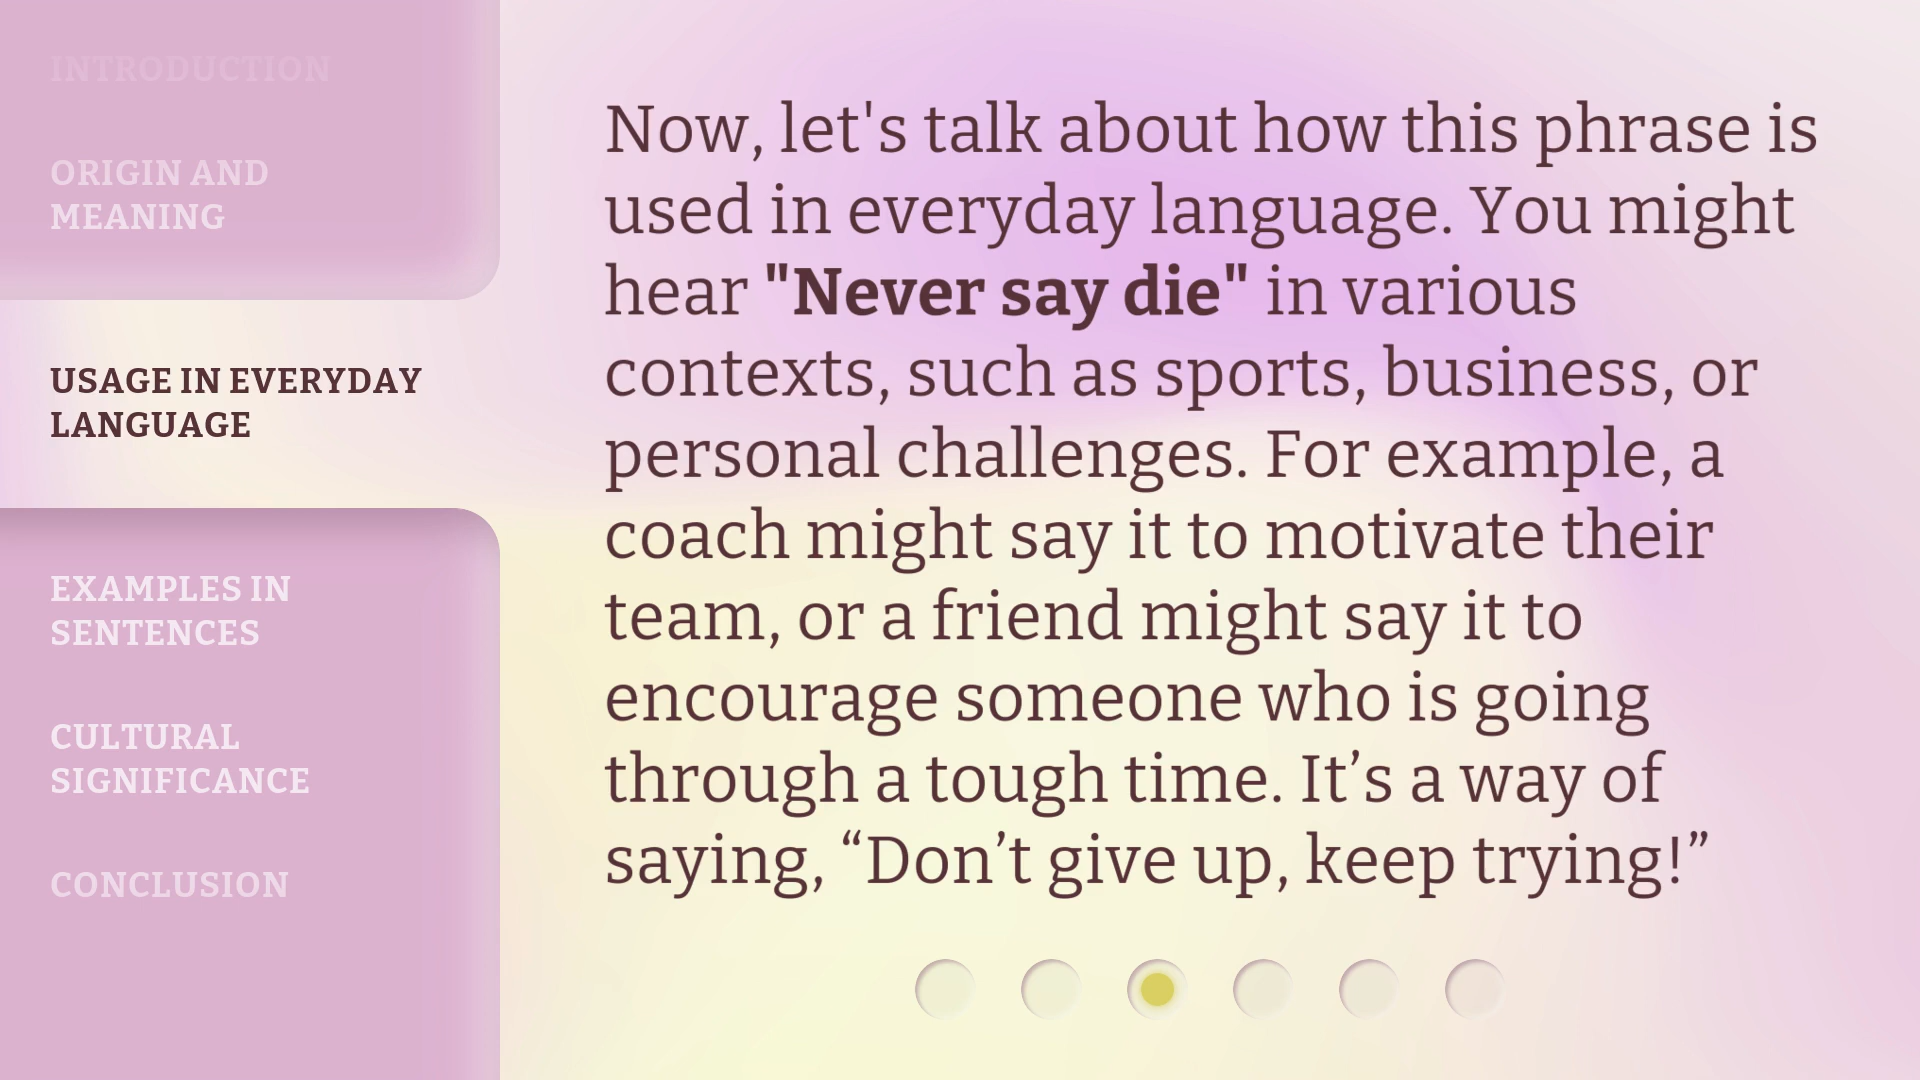 INTRODUCTION
ORIGIN AND
MEANING
USAGE IN EVERYDAY
LANGUAGE
EXAMPLES IN
SENTENCES
CULTURAL
SIGNIFICANCE
CONCLUSION
Now, let's talk about how this phrase is
used in everyday language. You might
hear "Never say die" in various
contexts, such as sports, business, or
personal challenges. For example, a
coach might say it to motivate their
team, or a friend might say it to
encourage someone who is going
through a tough time. It’s a way of
saying, “Don’t give up, keep trying!”